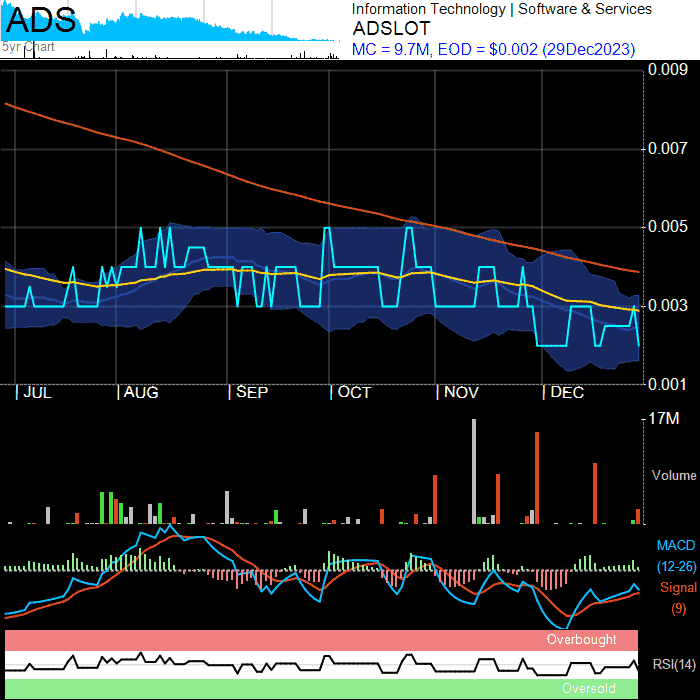 ADS
5yr Chart
Information Technology | Software & Services
ADSLOT
MC = 9.7M, EOD = $0.002 (29Dec2023)
0.009
0.007
0.005
0.003
0.001
JUL
AUG
SEP
OCT
NOV
DEC
17M
Volume
MACD
(12-26)
Signal
(9)
Overbought
RSI(14)
Oversold